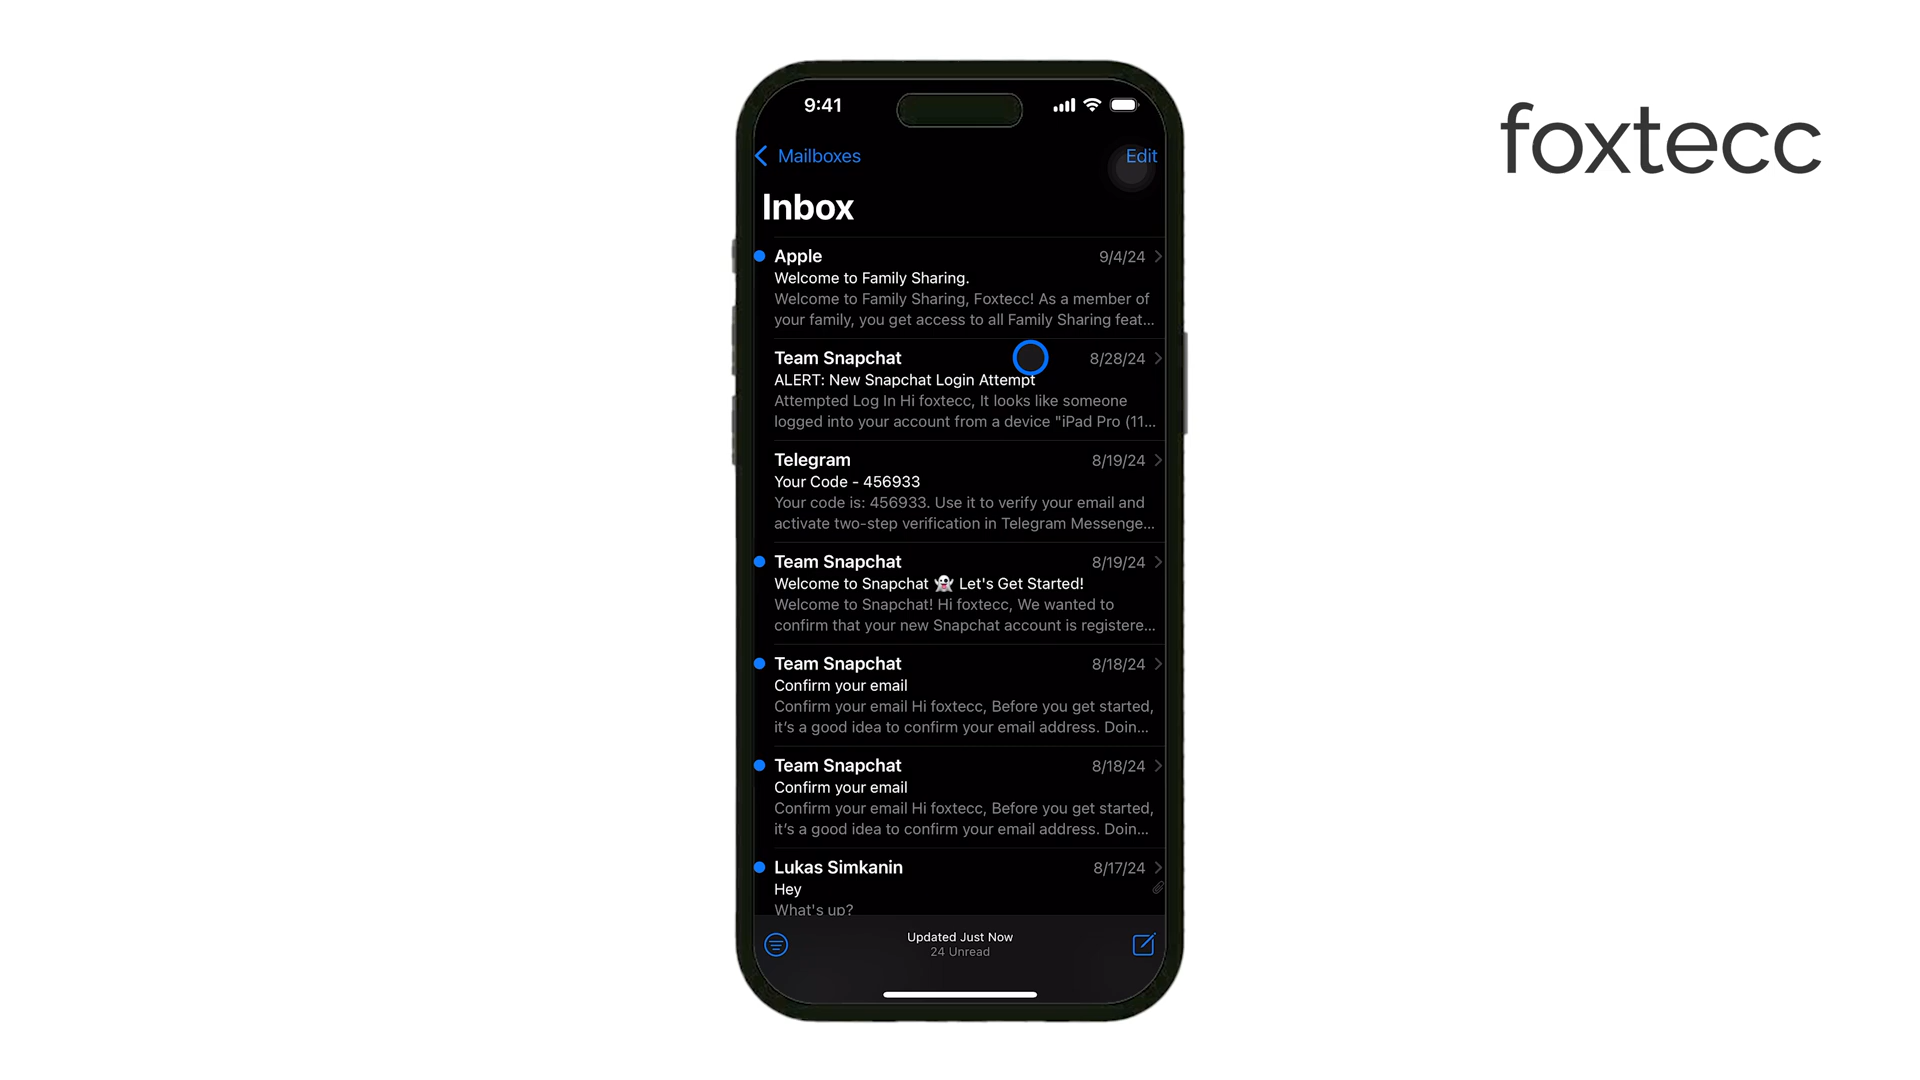 foxtecc
9:41
Mailboxes
Edit
Inbox
Apple
9/4/24
Welcome to Family Sharing.
Welcome to Family Sharing, Foxtecc! As a member of
your family, you get access to all Family Sharing feat...
Team Snapchat
8/28/24
ALERT: New Snapchat Login Attempt
Attempted Log In Hi foxtecc, It looks like someone
logged into your account from a device "iPad Pro (11...
Telegram
8/19/24
Your Code - 456933
Your code is: 456933. Use it to verify your email and
activate two-step verification in Telegram Messenge...
Team Snapchat
8/19/24
Welcome to Snapchat 👻 Let's Get Started!
Welcome to Snapchat! Hi foxtecc, We wanted to
confirm that your new Snapchat account is registere...
Team Snapchat
8/18/24
Confirm your email
Confirm your email Hi foxtecc, Before you get started,
it's a good idea to confirm your email address. Doin...
Team Snapchat
8/18/24
Confirm your email
Confirm your email Hi foxtecc, Before you get started,
it's a good idea to confirm your email address. Doin...
Lukas Simkanin
8/17/24
Hey
What's up?
Updated Just Now
24 Unread